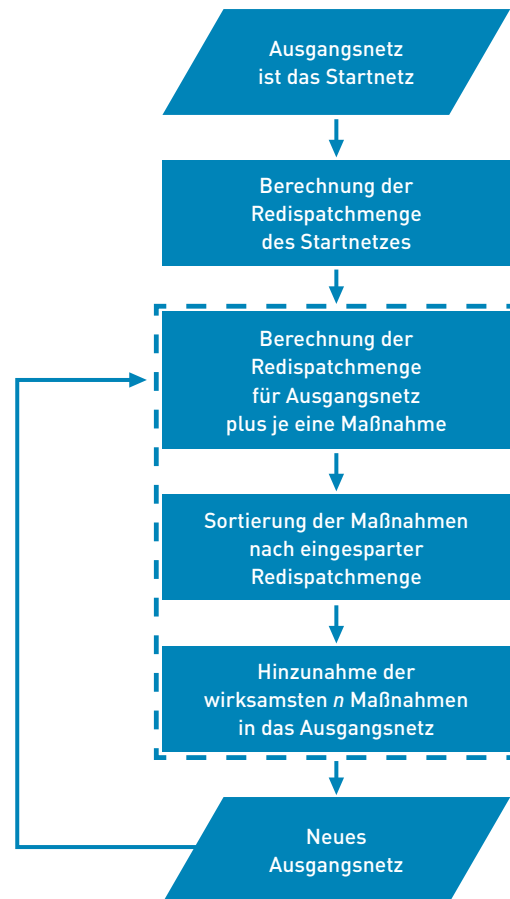 Ausgangsnetz
ist das Startnetz
Berechnung der
Redispatchmenge
des Startnetzes
Berechnung der
Redispatchmenge
für Ausgangsnetz
plus je eine Maßnahme
Sortierung der Maßnahmen
nach eingesparter
Redispatchmenge
Hinzunahme der
wirksamsten n Maßnahmen
in das Ausgangsnetz
Neues
Ausgangsnetz